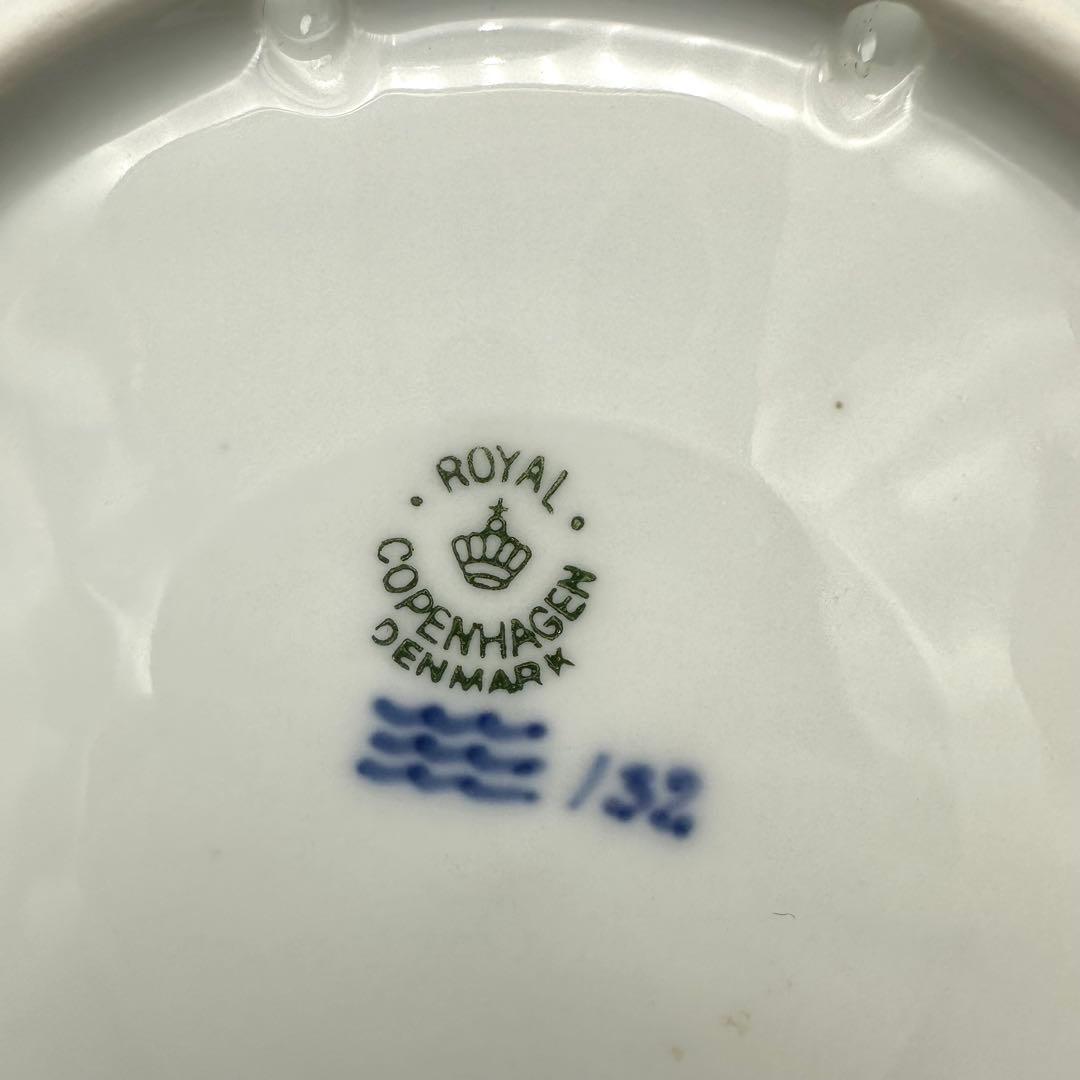 · ROYAL ·
COPENHAGEN
DENMARK
/32